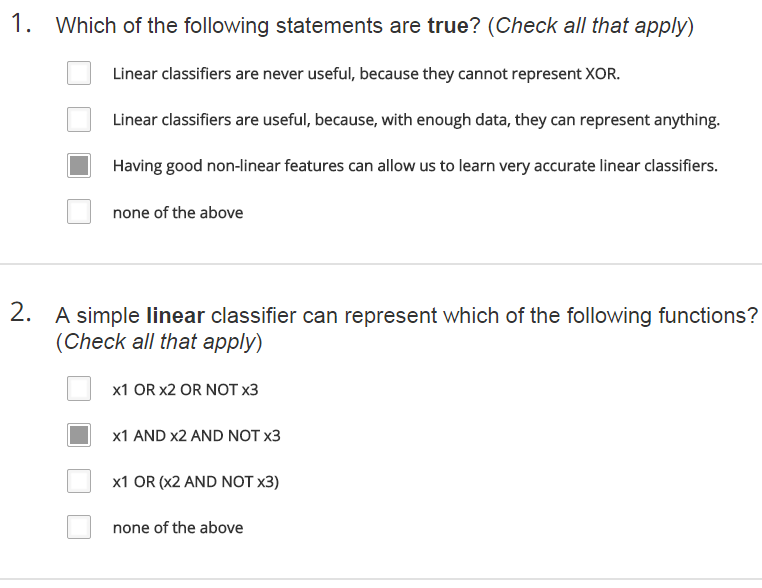 1. Which of the following statements are true? (Check all that apply)
Linear classifiers are never useful, because they cannot represent XOR.
Linear classifiers are useful, because, with enough data, they can represent anything.
Having good non-linear features can allow us to learn very accurate linear classifiers.
none of the above
2. A simple linear classifier can represent which of the following functions?
(Check all that apply)
x1 OR x2 OR NOT x3
x1 AND x2 AND NOT x3
x1 OR (x2 AND NOT x3)
none of the above